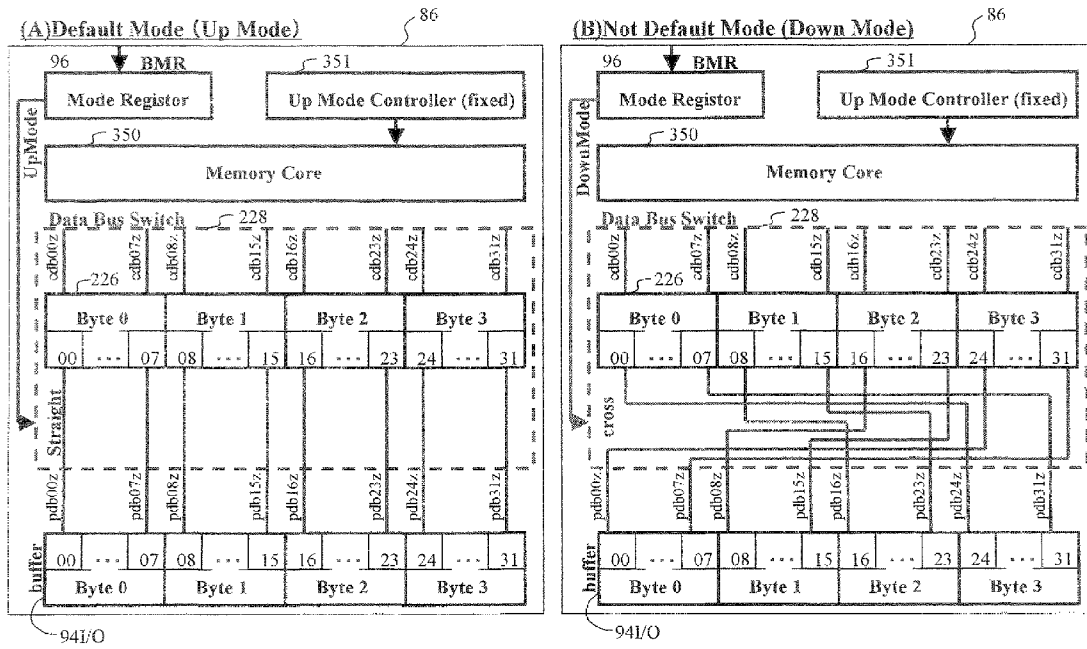 (A)Default Mode (Up Mode)
86
96
BMR
351
Mode Registor
Up Mode Controller (fixed)
UpMode
350
Memory Core
Data Bus Switch
228
cdb00z cdb07z cdb08z cdb15z cdb16z cdb23z cdb24z cdb31z
226
Byte 0 Byte 1 Byte 2 Byte 3
00 ... 07 08 ... 15 16 ... 23 24 ... 31
Straight
pdb00z pdb07z pdb08z pdb15z pdb16z pdb23z pdb24z pdb31z
buffer
00 ... 07 08 ... 15 16 ... 23 24 ... 31
Byte 0 Byte 1 Byte 2 Byte 3
94I/O
(B)Not Default Mode (Down Mode)
86
96
BMR
351
Mode Registor
Up Mode Controller (fixed)
DownMode
350
Memory Core
Data Bus Switch
228
cdb00z cdb07z cdb08z cdb15z cdb16z cdb23z cdb24z cdb31z
226
Byte 0 Byte 1 Byte 2 Byte 3
00 ... 07 08 ... 15 16 ... 23 24 ... 31
cross
pdb00z pdb07z pdb08z pdb15z pdb16z pdb23z pdb24z pdb31z
buffer
00 ... 07 08 ... 15 16 ... 23 24 ... 31
Byte 0 Byte 1 Byte 2 Byte 3
94I/O